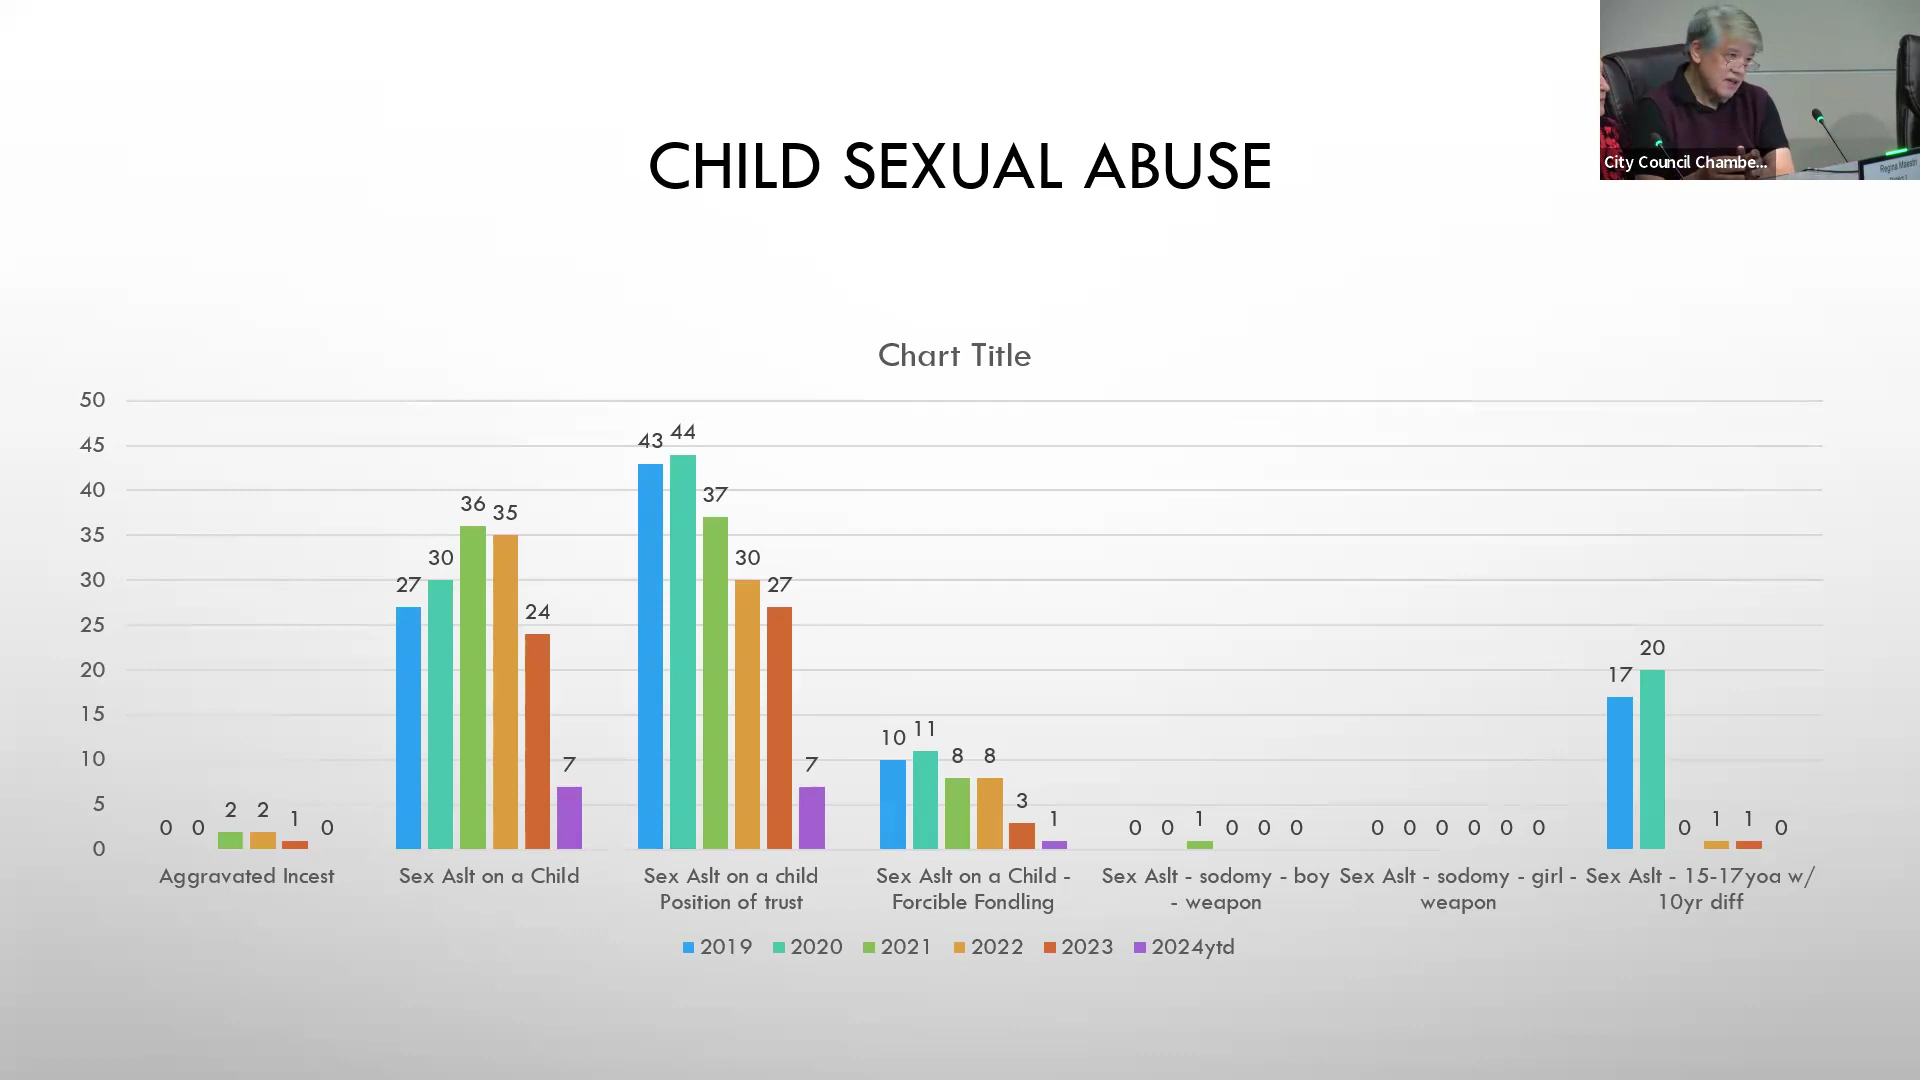 CHILD SEXUAL ABUSE
City Council Chambe...
Regina Maestri
Chart Title
50
45
40
35
30
25
20
15
10
5
0
0 0 2 2 1 0
27 30 36 35 24 7
43 44 37 30 27 7
10 11 8 8 3 1
0 0 1 0 0 0
0 0 0 0 0 0
17 20 0 1 1 0
Aggravated Incest
Sex Aslt on a Child
Sex Aslt on a child
Position of trust
Sex Aslt on a Child -
Forcible Fondling
Sex Aslt - sodomy - boy
- weapon
Sex Aslt - sodomy - girl -
weapon
Sex Aslt - 15-17yoa w/
10yr diff
2019 2020 2021 2022 2023 2024ytd